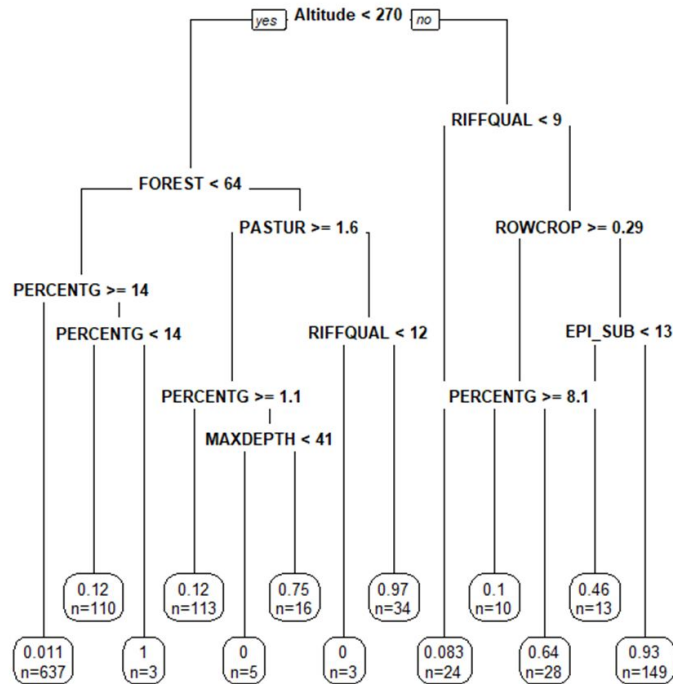 yes Altitude < 270 no
RIFFQUAL < 9
FOREST < 64
PASTUR >= 1.6 ROWCROP >= 0.29
PERCENTG >= 14
PERCENTG < 14 RIFFQUAL < 12 EPI_SUB < 13
PERCENTG >= 1.1 PERCENTG >= 8.1
MAXDEPTH < 41
0.12 0.12 0.75 0.97 0.1 0.46
n=110 n=113 n=16 n=34 n=10 n=13
0.011 1 0 0 0.083 0.64 0.93
n=637 n=3 n=5 n=3 n=24 n=28 n=149